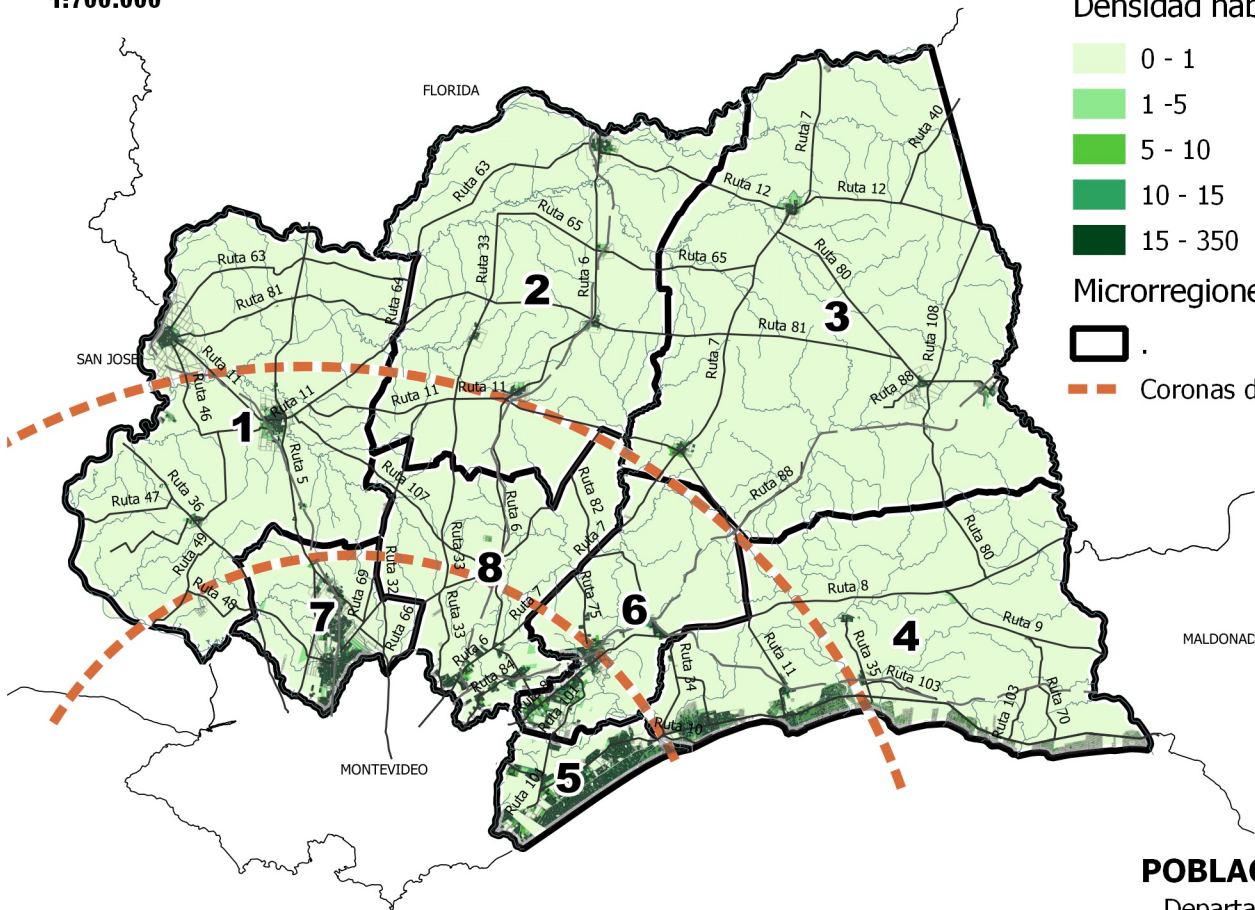 1:700.000
Densidad hab
0 - 1
1 -5
5 - 10
10 - 15
15 - 350
Microrregione
.
Coronas d
FLORIDA
SAN JOSE
MONTEVIDEO
MALDONAD
Ruta 7
Ruta 40
Ruta 63
Ruta 12
Ruta 12
Ruta 65
Ruta 33
Ruta 6
Ruta 65
Ruta 80
Ruta 63
Ruta 81
Ruta 64
2
3
Ruta 81
Ruta 108
Ruta 7
Ruta 88
Ruta 11
Ruta 46
Ruta 11
Ruta 11
Ruta 11
1
Ruta 5
Ruta 107
Ruta 47
Ruta 36
Ruta 49
Ruta 48
Ruta 6
Ruta 82
Ruta
Ruta 88
Ruta 80
Ruta 33
8
Ruta 32
Ruta 69
7
Ruta 66
Ruta 33
Ruta 7
Ruta 75
6
Ruta 8
Ruta 9
4
Ruta 6
Ruta 84
Ruta 34
Ruta 11
Ruta 35
Ruta 103
Ruta 103
Ruta 70
Ruta 10
5
POBLAC
Departa